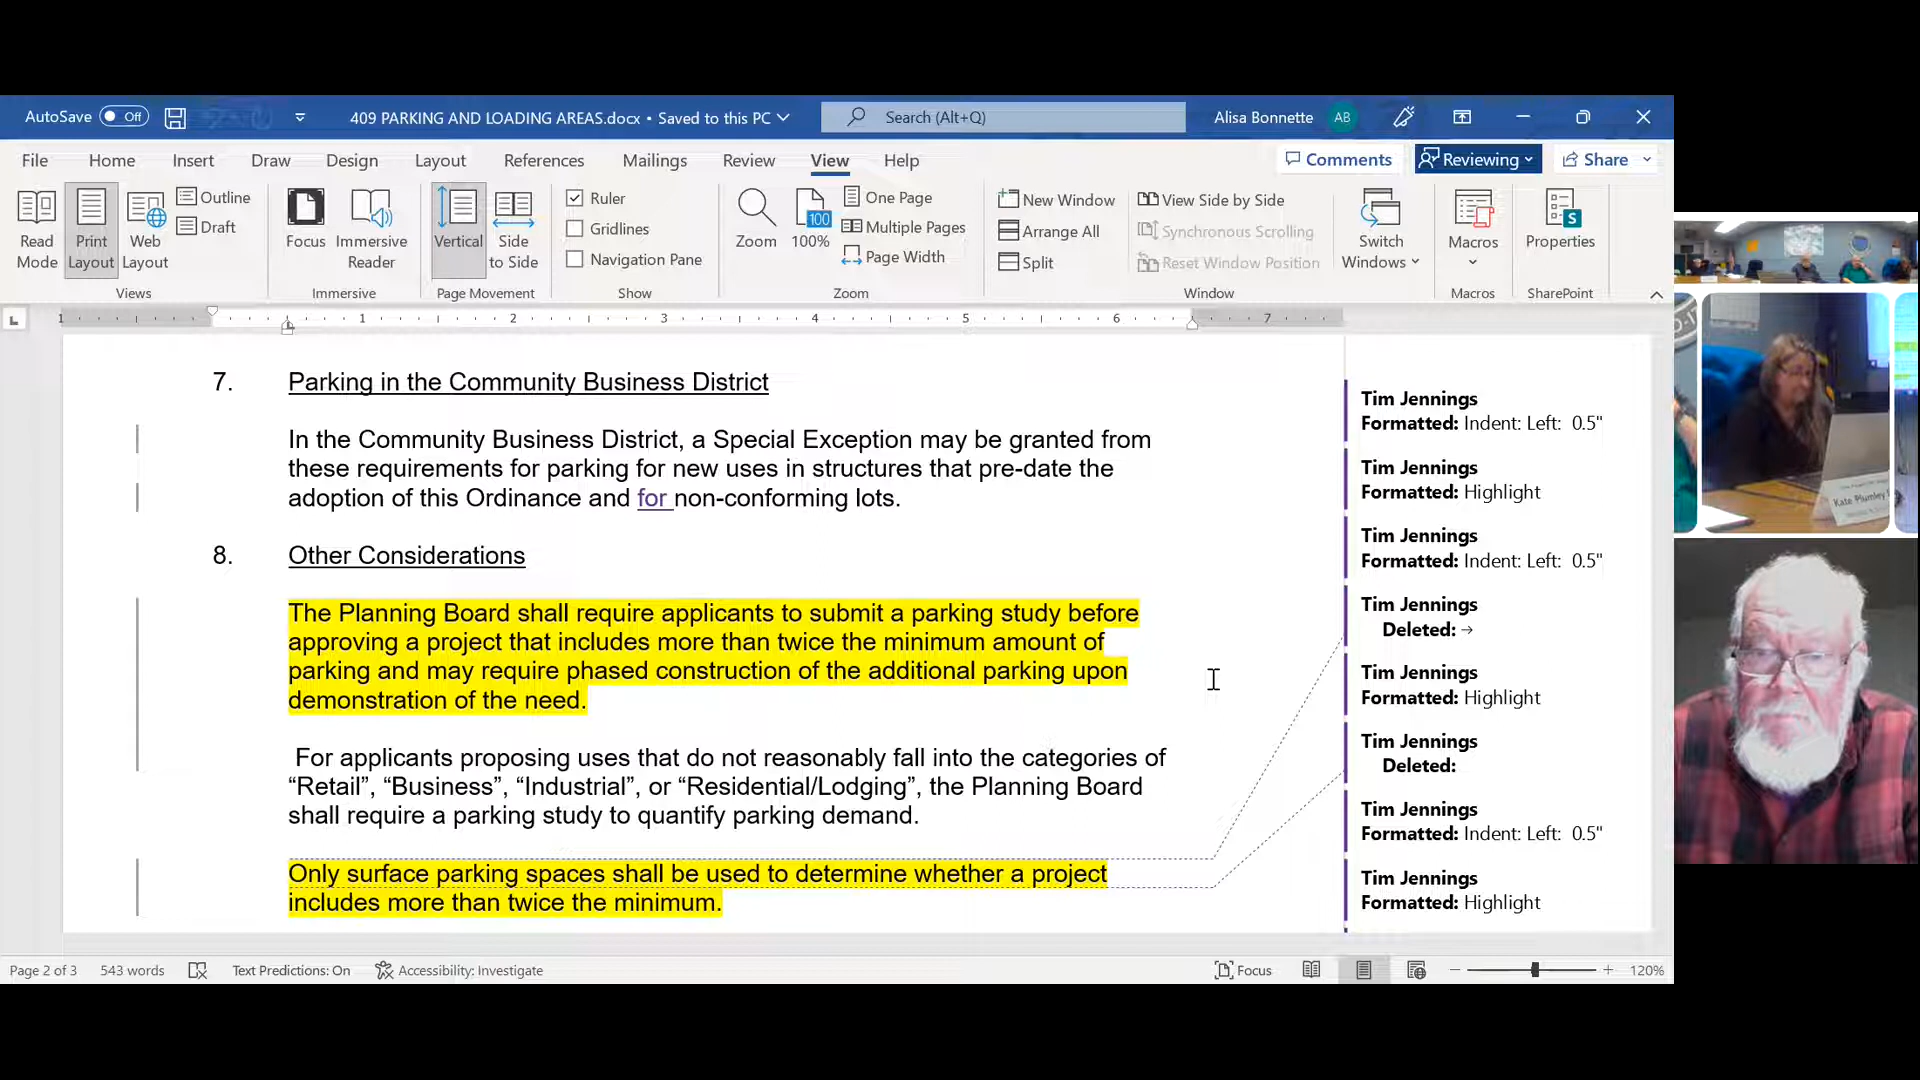 AutoSave Off 409 PARKING AND LOADING AREAS.docx • Saved to this PC Search (Alt+Q) Alisa Bonnette AB
File Home Insert Draw Design Layout References Mailings Review View Help Comments Reviewing Share
Read Mode
Print Layout
Web Layout
Outline
Draft
Views
Focus
Immersive Reader
Immersive
Vertical
Side to Side
Page Movement
Ruler
Gridlines
Navigation Pane
Show
Zoom
100
100%
One Page
Multiple Pages
Page Width
Zoom
New Window
Arrange All
Split
View Side by Side
Synchronous Scrolling
Reset Window Position
Switch Windows
Window
Macros
Macros
S
Properties
SharePoint
1 1 2 3 4 5 6 7
7. Parking in the Community Business District
In the Community Business District, a Special Exception may be granted from
these requirements for parking for new uses in structures that pre-date the
adoption of this Ordinance and for non-conforming lots.
8. Other Considerations
The Planning Board shall require applicants to submit a parking study before
approving a project that includes more than twice the minimum amount of
parking and may require phased construction of the additional parking upon
demonstration of the need.
For applicants proposing uses that do not reasonably fall into the categories of
“Retail”, “Business”, “Industrial”, or “Residential/Lodging”, the Planning Board
shall require a parking study to quantify parking demand.
Only surface parking spaces shall be used to determine whether a project
includes more than twice the minimum.
Tim Jennings
Formatted: Indent: Left: 0.5"
Tim Jennings
Formatted: Highlight
Tim Jennings
Formatted: Indent: Left: 0.5"
Tim Jennings
Deleted: →
Tim Jennings
Formatted: Highlight
Tim Jennings
Deleted:
Tim Jennings
Formatted: Indent: Left: 0.5"
Tim Jennings
Formatted: Highlight
Kate Plumley
Page 2 of 3 543 words Text Predictions: On Accessibility: Investigate Focus 120%